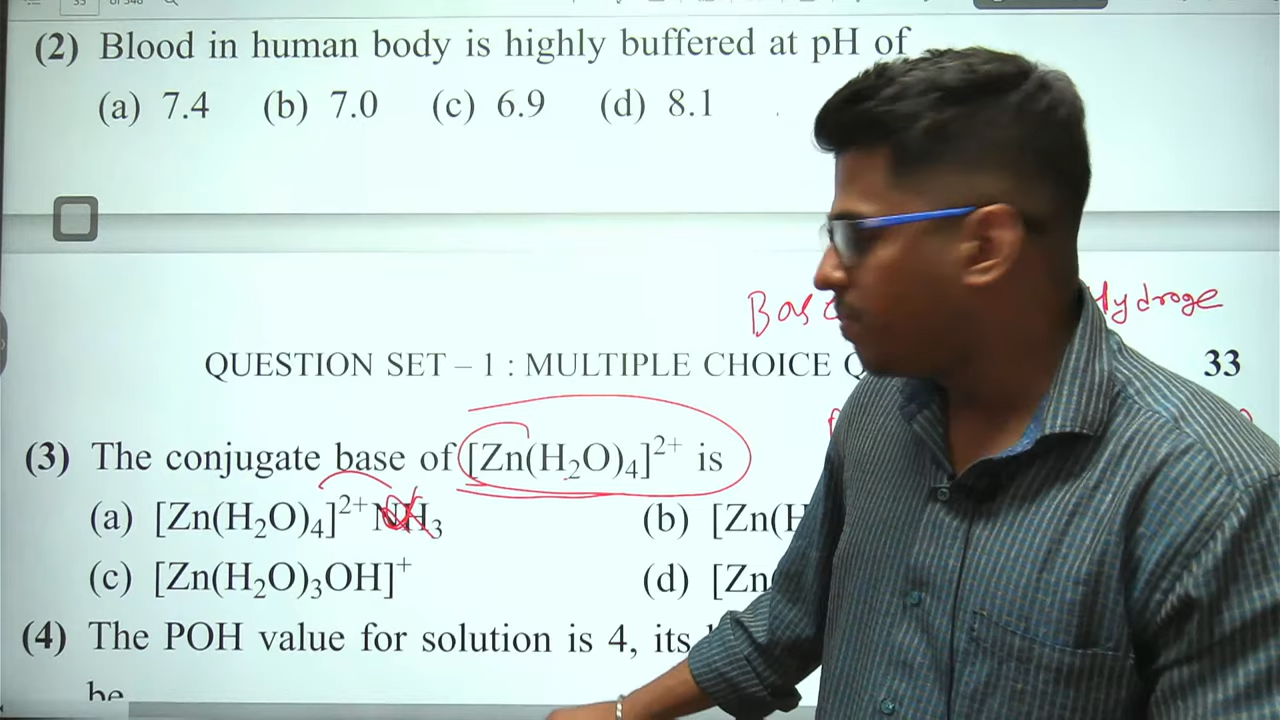 (2) Blood in human body is highly buffered at pH of
(a) 7.4 (b) 7.0 (c) 6.9 (d) 8.1
Hydroge
QUESTION SET – 1 : MULTIPLE CHOICE 33
(3) The conjugate base of [Zn(H₂O)₄]²⁺ is
(a) [Zn(H₂O)₄]²⁺NH₃ (b) [Zn(H
(c) [Zn(H₂O)₃OH]⁺ (d) [Zn
(4) The POH value for solution is 4, its
be